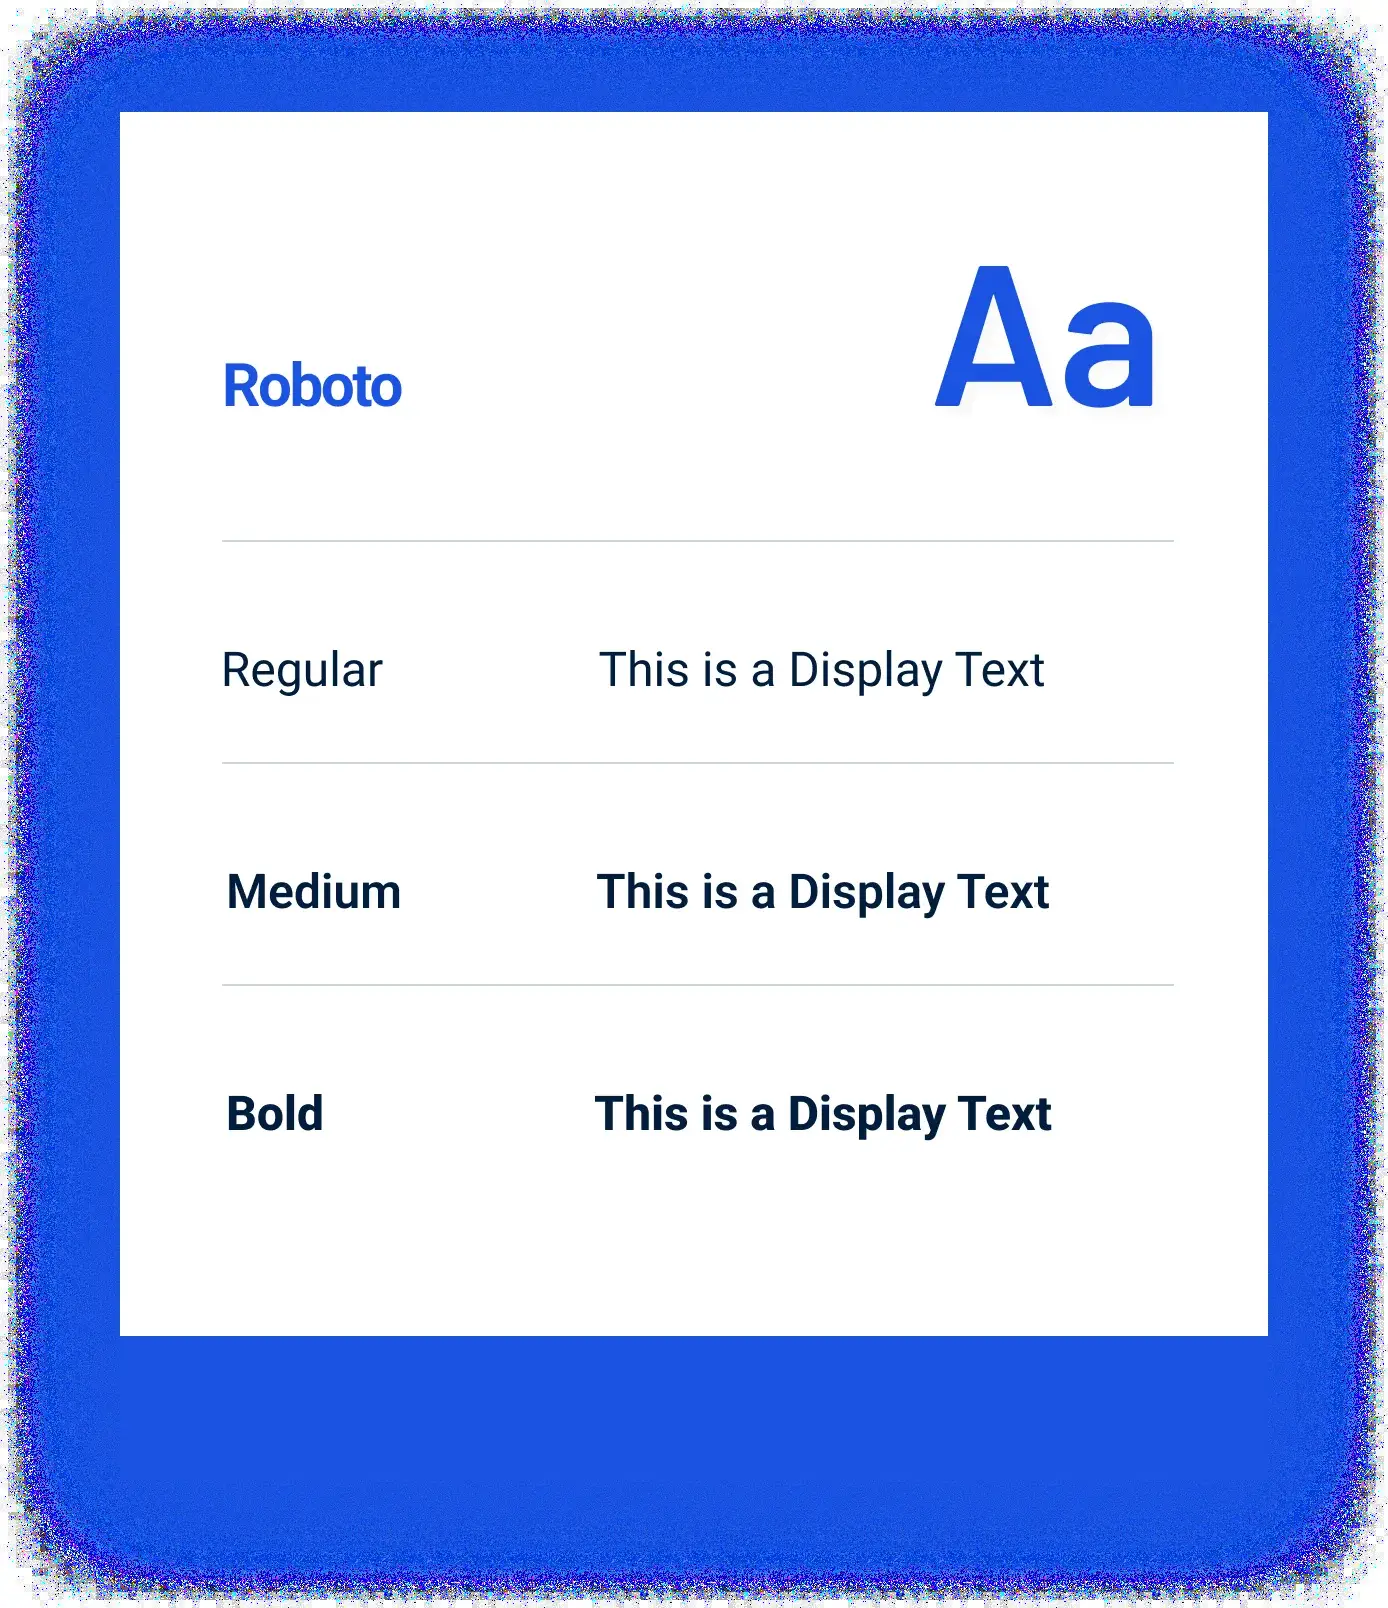 Roboto Aa
Regular This is a Display Text
Medium This is a Display Text
Bold This is a Display Text